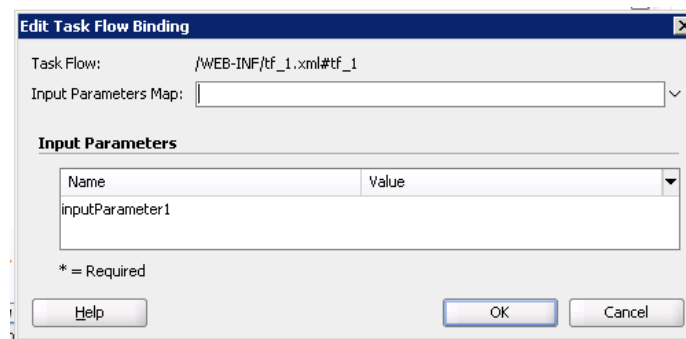 Edit Task Flow Binding
Task Flow: /WEB-INF/tf_1.xml#tf_1
Input Parameters Map:
Input Parameters
Name Value
inputParameter1
* = Required
Help OK Cancel